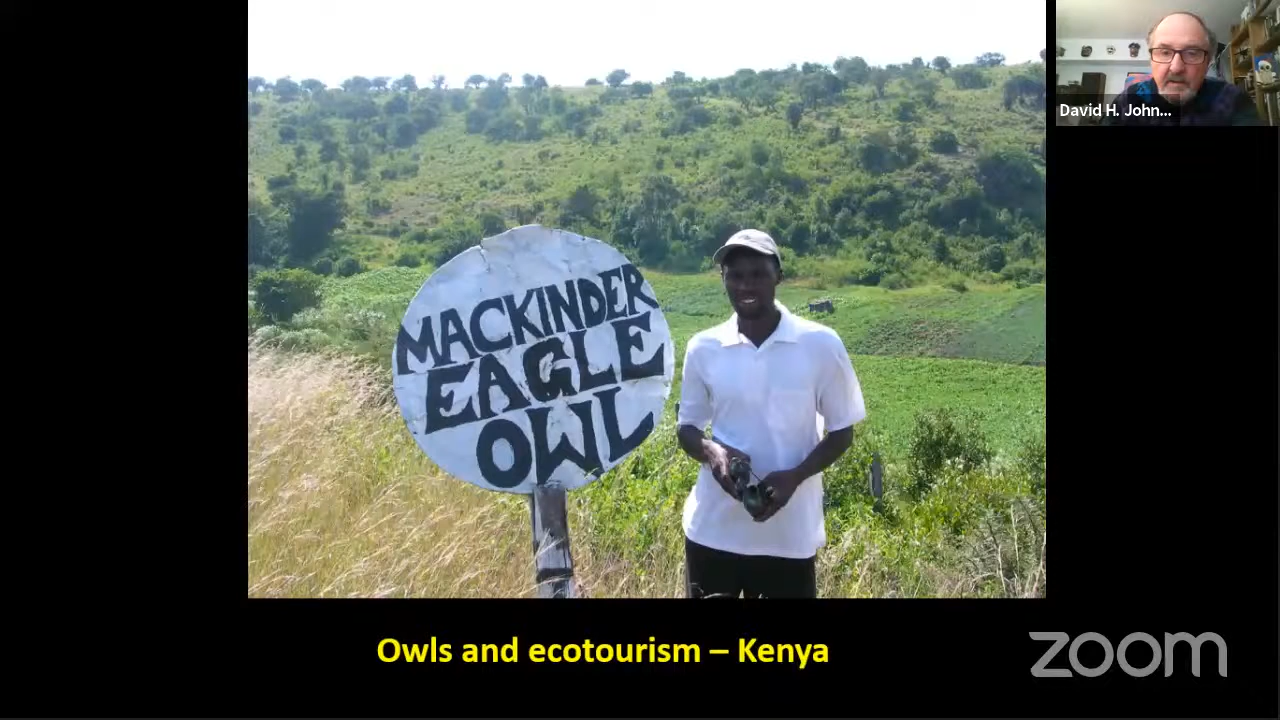 David H. John...
MACKINDER
EAGLE
OWL
Owls and ecotourism – Kenya
zoom